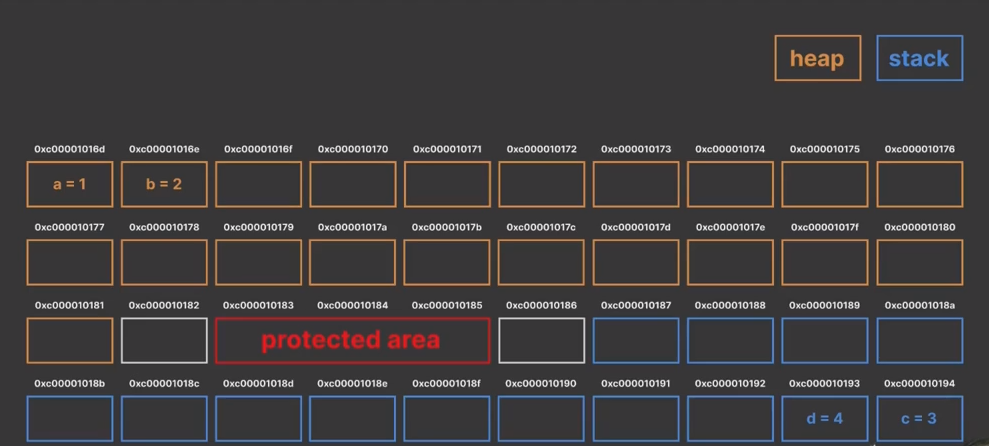 heap stack
0xc00001016d 0xc00001016e 0xc00001016f 0xc000010170 0xc000010171 0xc000010172 0xc000010173 0xc000010174 0xc000010175 0xc000010176
a = 1 b = 2
0xc000010177 0xc000010178 0xc000010179 0xc00001017a 0xc00001017b 0xc00001017c 0xc00001017d 0xc00001017e 0xc00001017f 0xc000010180
0xc000010181 0xc000010182 0xc000010183 0xc000010184 0xc000010185 0xc000010186 0xc000010187 0xc000010188 0xc000010189 0xc00001018a
protected area
0xc00001018b 0xc00001018c 0xc00001018d 0xc00001018e 0xc00001018f 0xc000010190 0xc000010191 0xc000010192 0xc000010193 0xc000010194
d = 4 c = 3